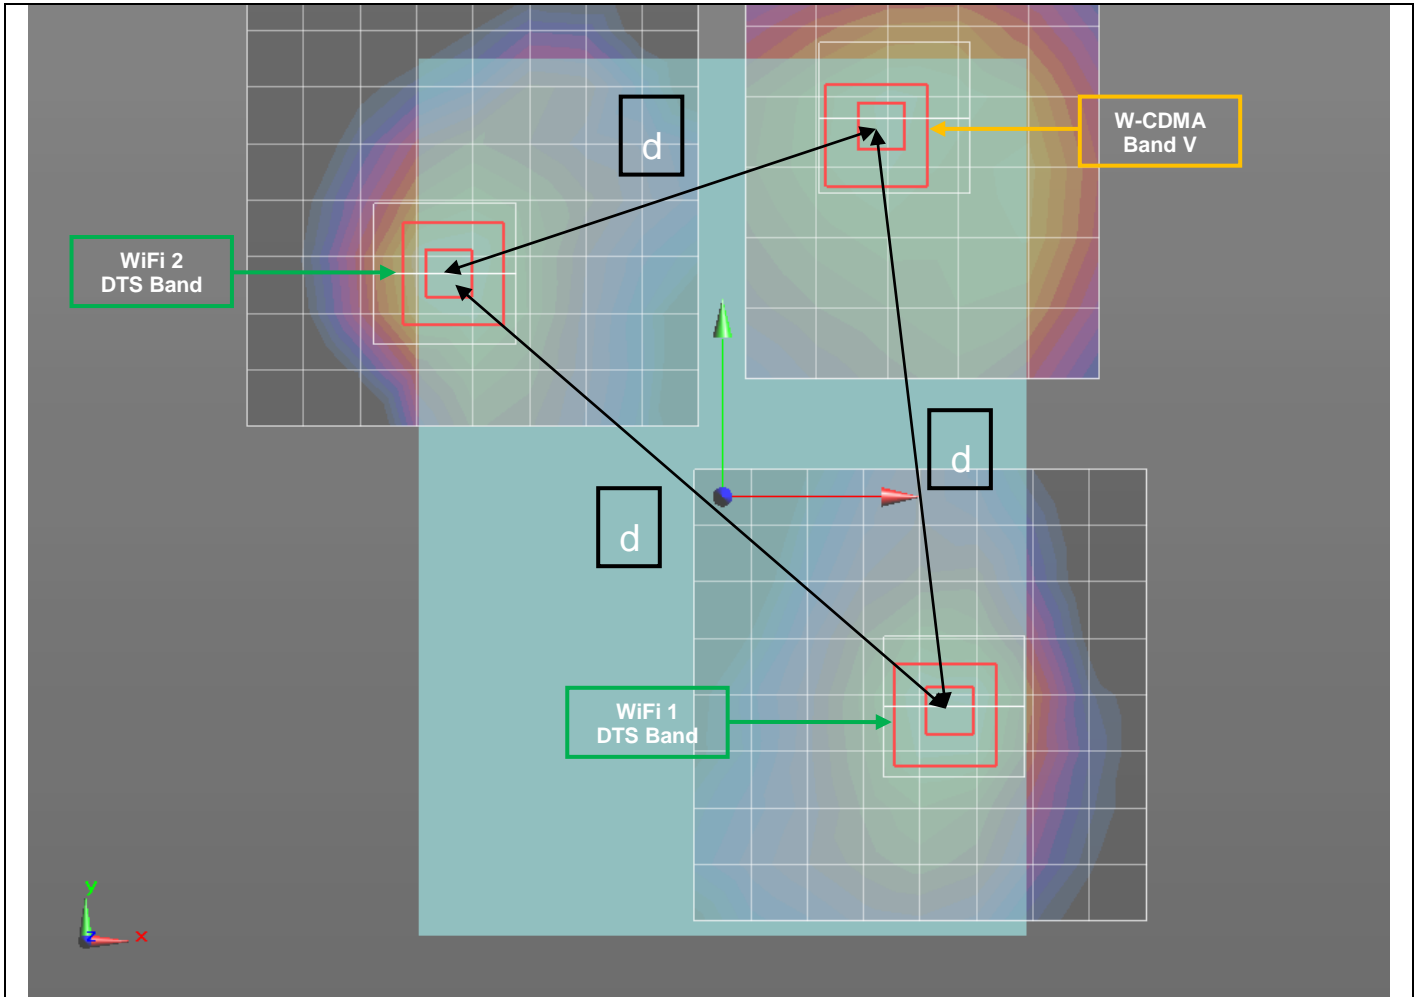 d
W-CDMA
Band V
WiFi 2
DTS Band
d
d
WiFi 1
DTS Band
y
z
x